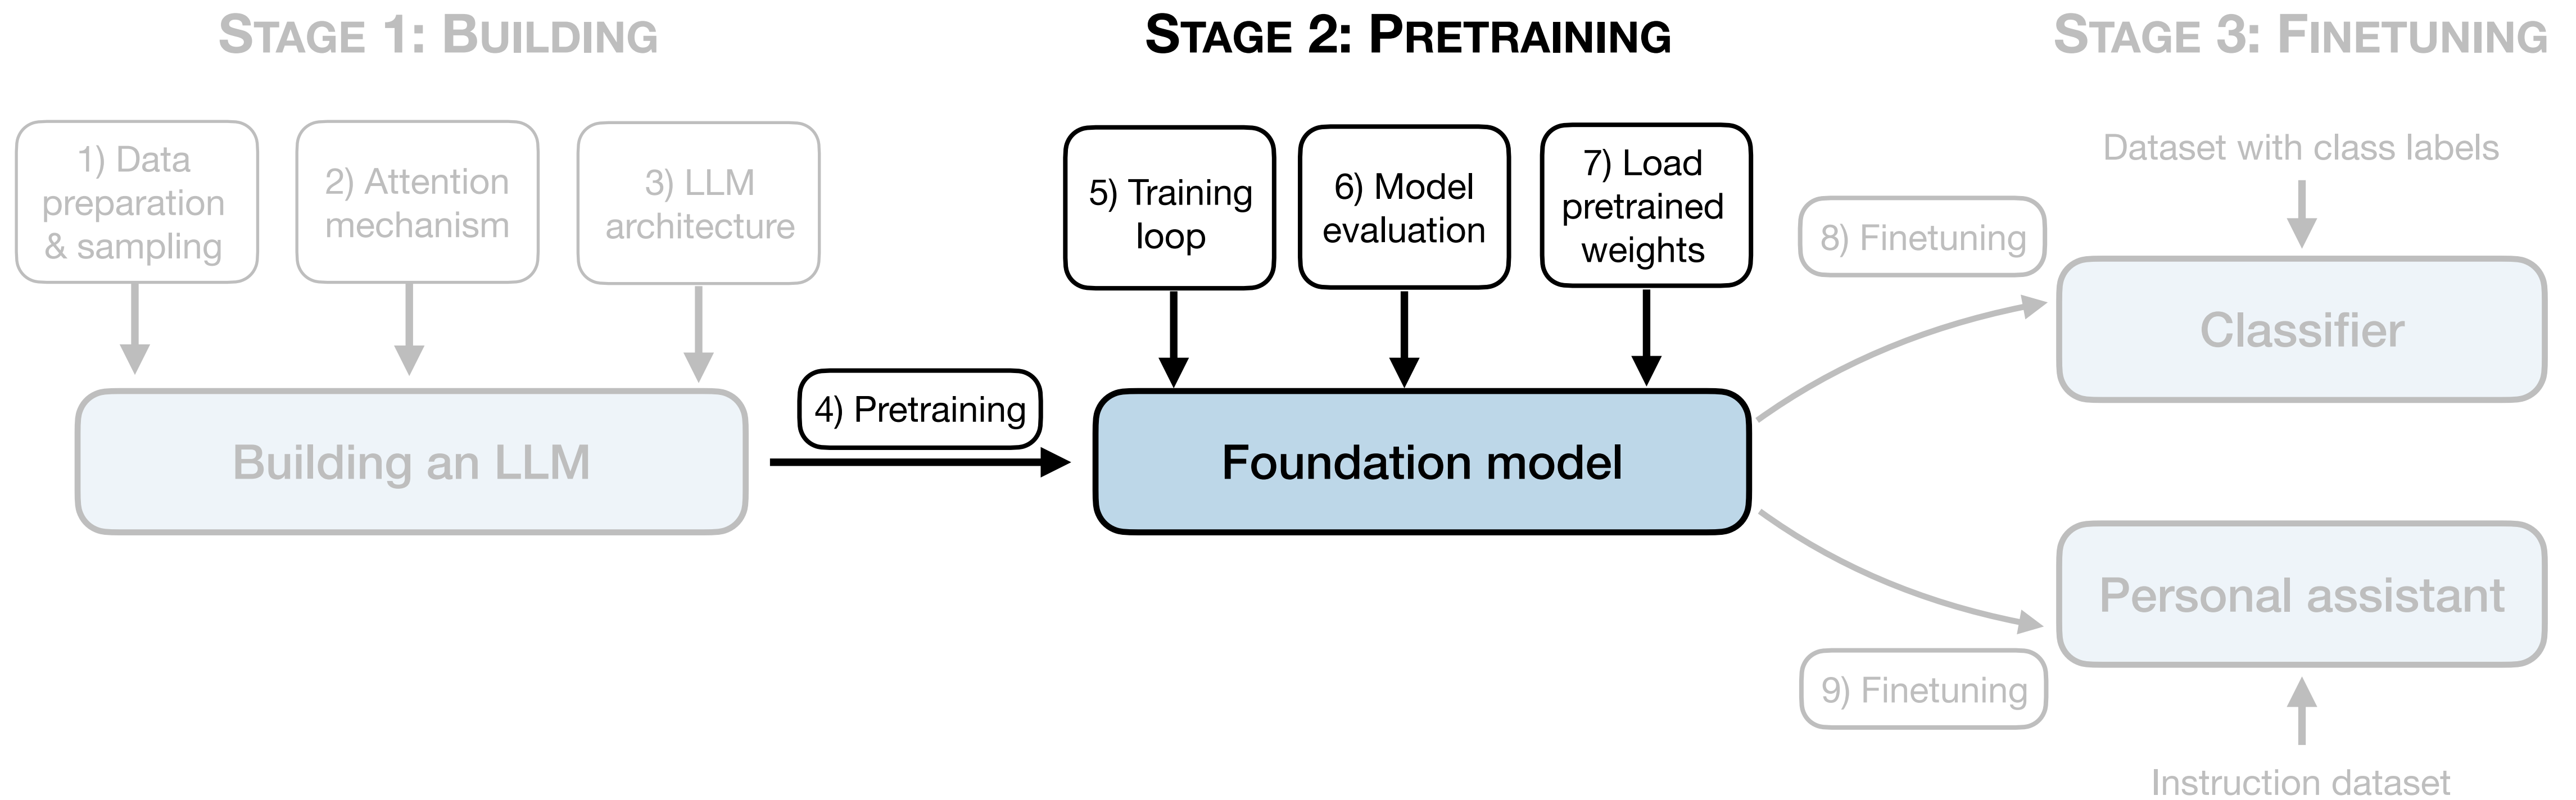 STAGE 1: BUILDING
1) Data
preparation
& sampling
2) Attention
mechanism
3) LLM
architecture
Building an LLM
4) Pretraining
STAGE 2: PRETRAINING
5) Training
loop
6) Model
evaluation
7) Load
pretrained
weights
Foundation model
STAGE 3: FINETUNING
Dataset with class labels
8) Finetuning
Classifier
Personal assistant
9) Finetuning
Instruction dataset